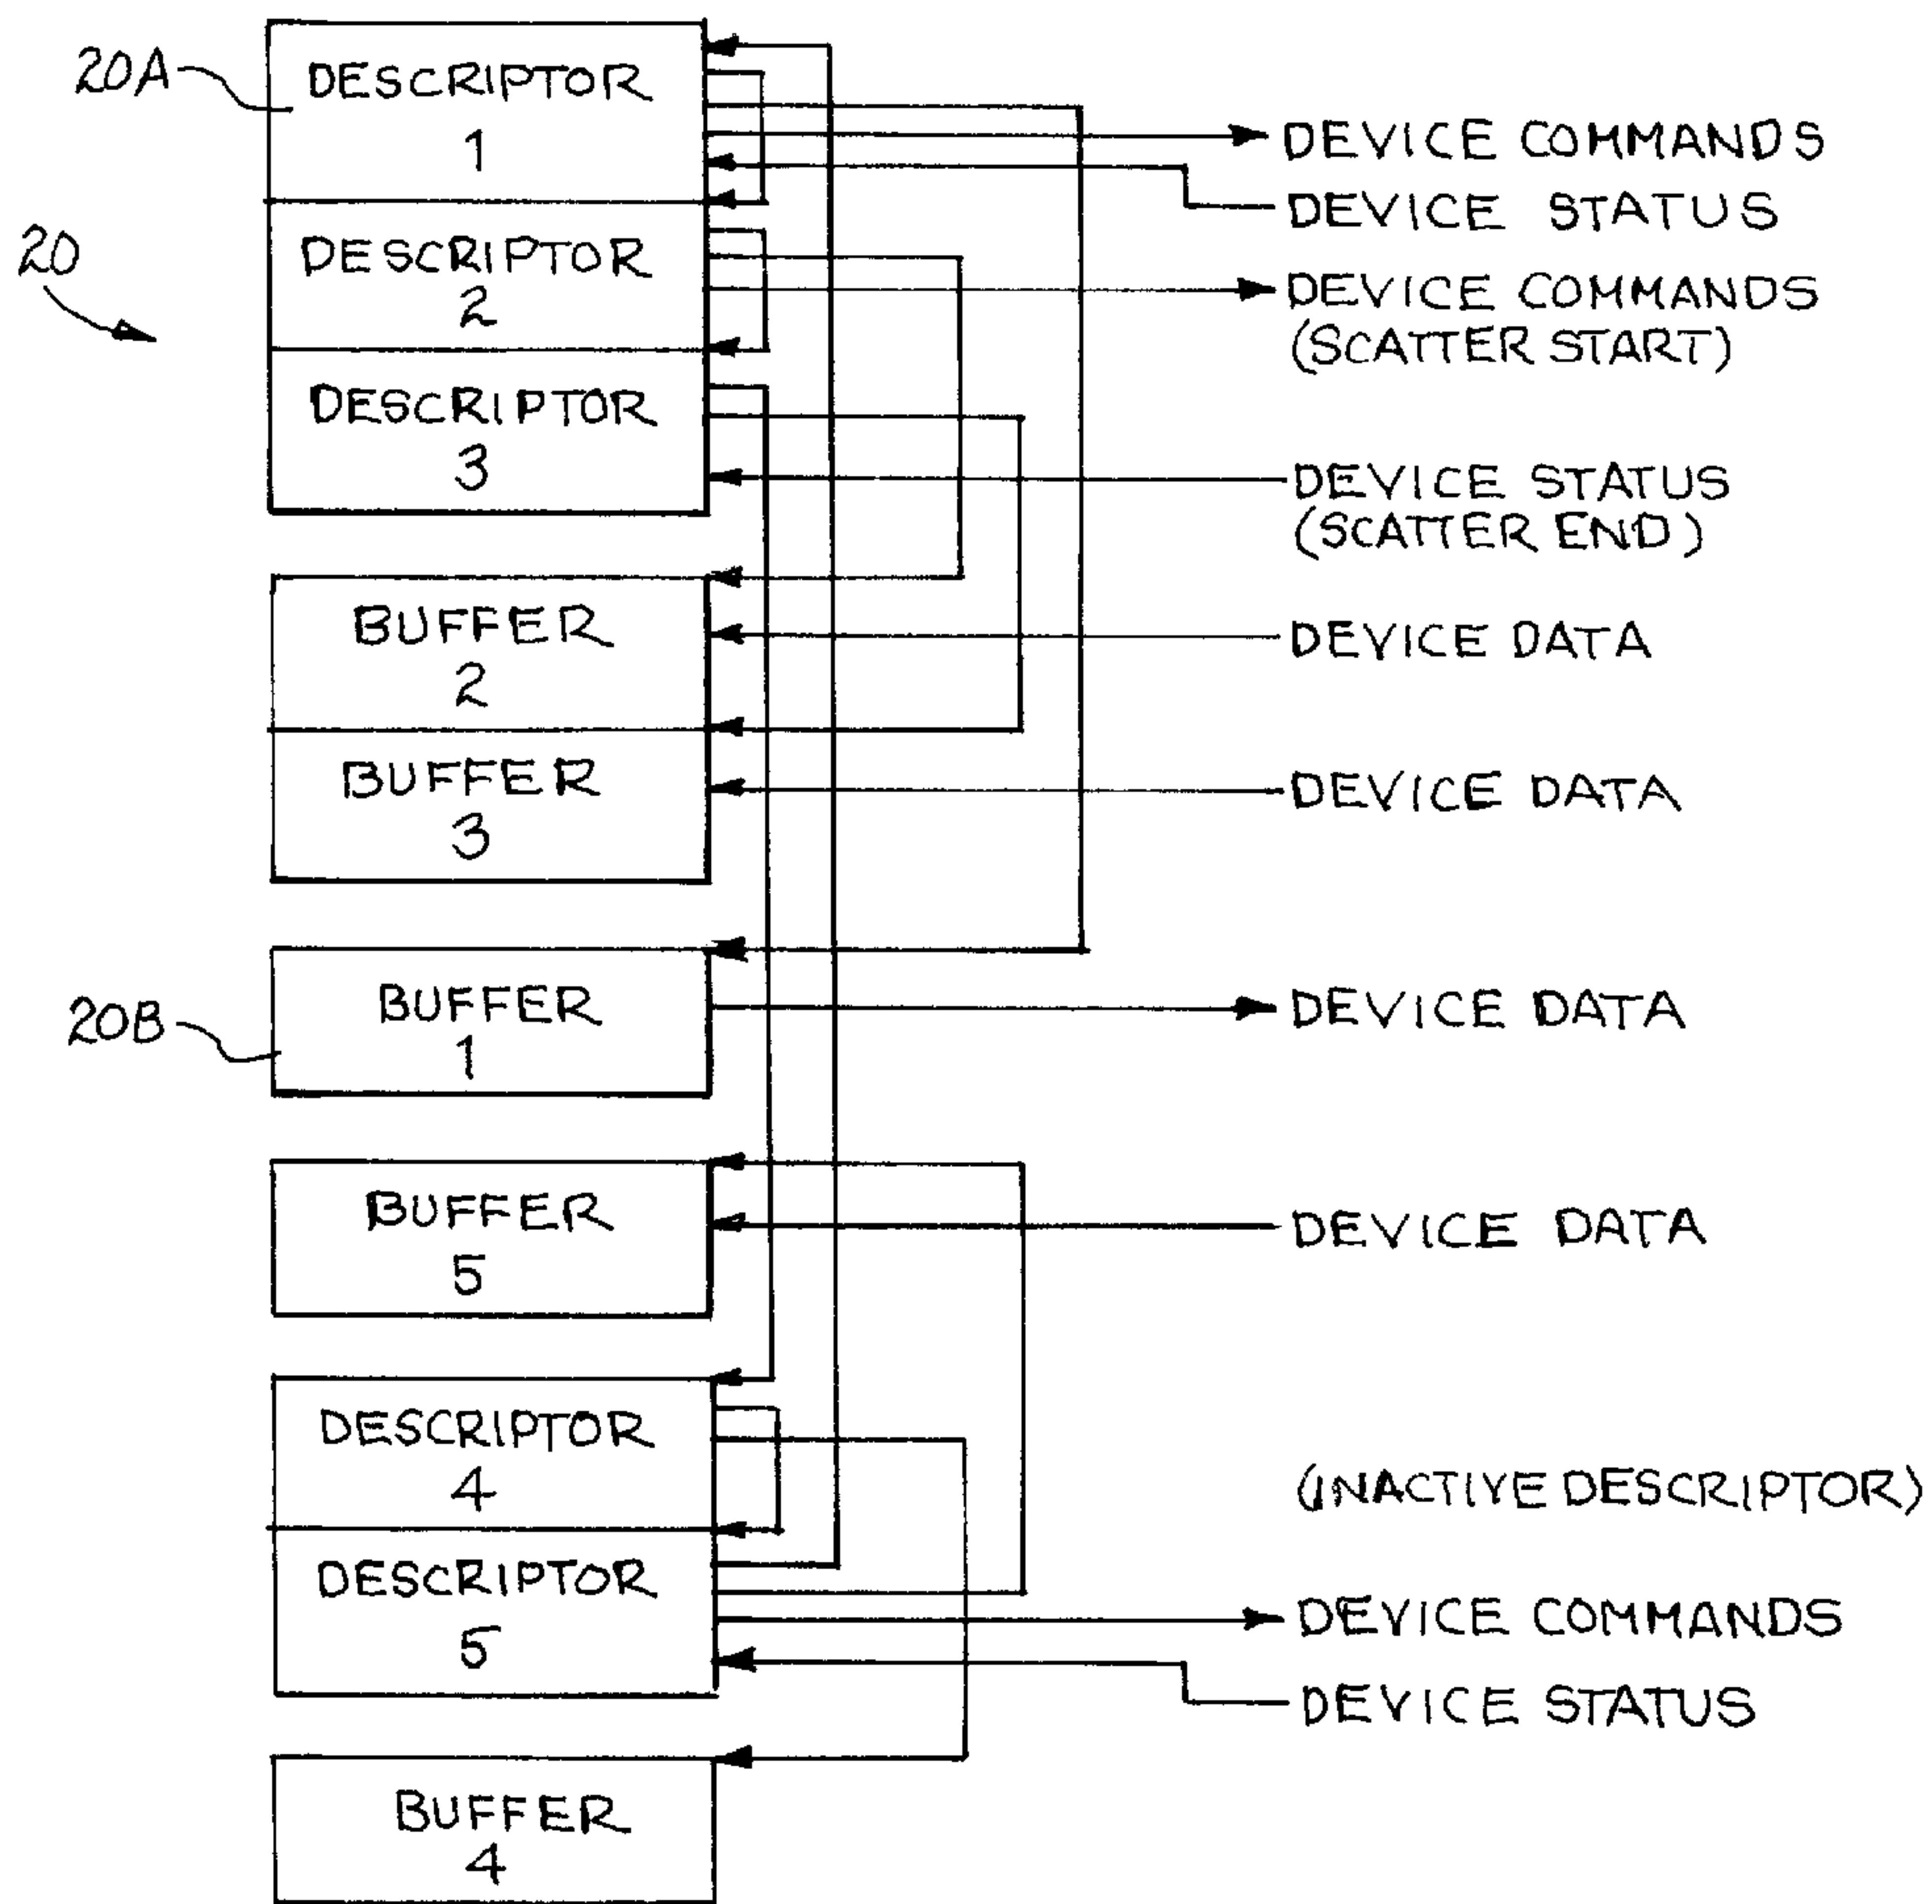 20A
DESCRIPTOR
1
DEVICE COMMANDS
DEVICE STATUS
20
DESCRIPTOR
2
DEVICE COMMANDS
(SCATTER START)
DESCRIPTOR
3
DEVICE STATUS
(SCATTER END)
BUFFER
2
DEVICE DATA
BUFFER
3
DEVICE DATA
20B
BUFFER
1
DEVICE DATA
BUFFER
5
DEVICE DATA
DESCRIPTOR
4
(INACTIVE DESCRIPTOR)
DESCRIPTOR
5
DEVICE COMMANDS
DEVICE STATUS
BUFFER
4